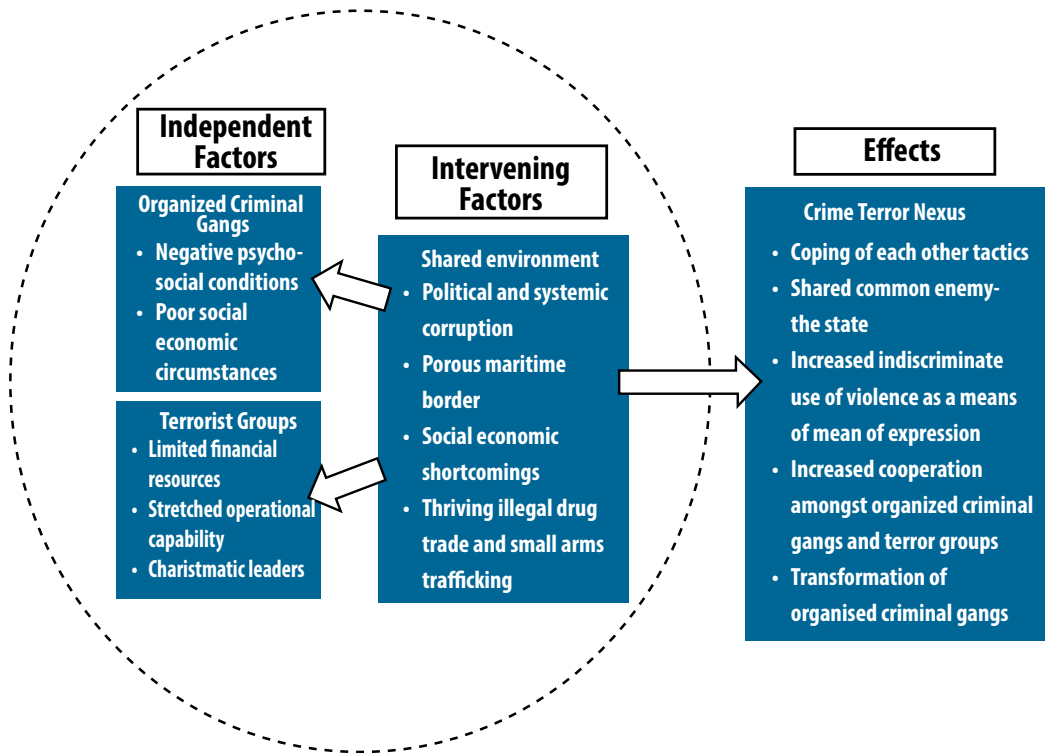 Independent
Factors
Organized Criminal
Gangs
• Negative psycho-
social conditions
• Poor social
economic
circumstances
Terrorist Groups
• Limited financial
resources
• Stretched operational
capability
• Charistmatic leaders
Intervening
Factors
Shared environment
• Political and systemic
corruption
• Porous maritime
border
• Social economic
shortcomings
• Thriving illegal drug
trade and small arms
trafficking
Effects
Crime Terror Nexus
• Coping of each other tactics
• Shared common enemy-
the state
• Increased indiscriminate
use of violence as a means
of mean of expression
• Increased cooperation
amongst organized criminal
gangs and terror groups
• Transformation of
organised criminal gangs